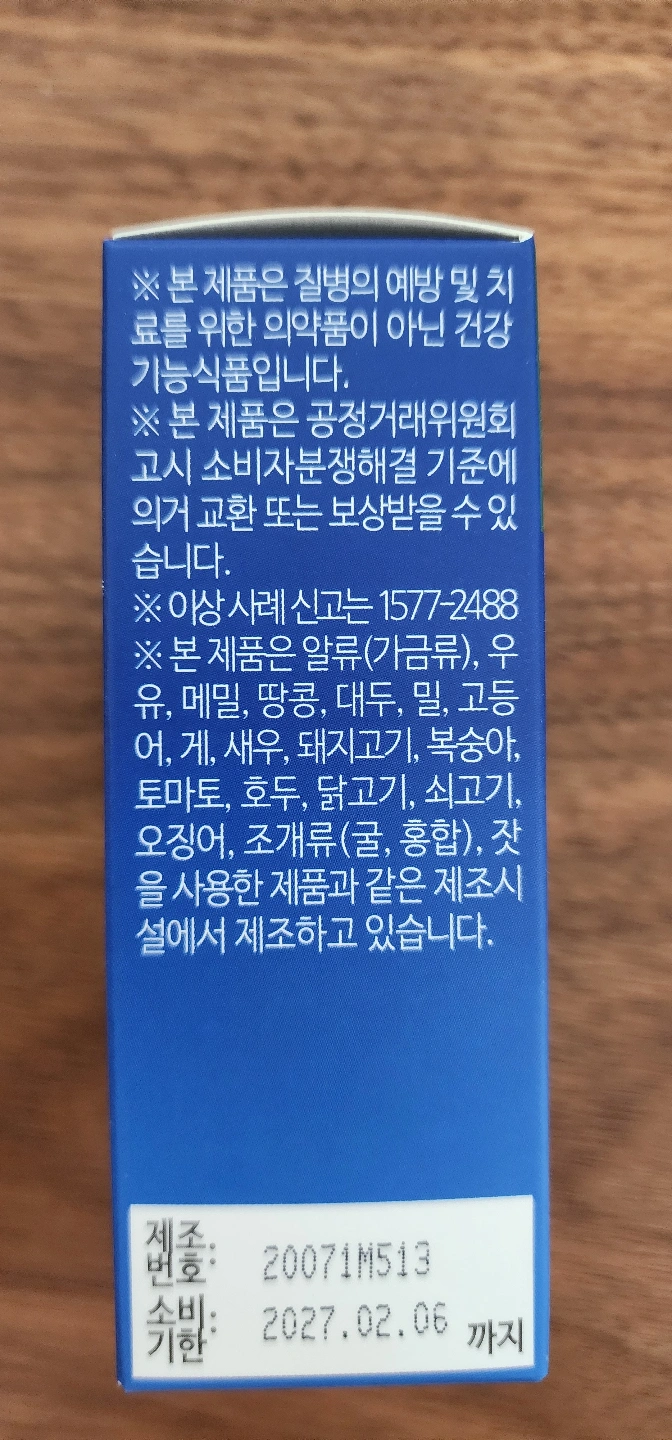 ※ 본 제품은 질병의 예방 및 치
료를 위한 의약품이 아닌 건강
기능식품입니다.
※ 본 제품은 공정거래위원회
고시 소비자분쟁해결 기준에
의거 교환 또는 보상받을 수 있
습니다.
※ 이상 사례 신고는 1577-2488
※ 본 제품은 알류(가금류), 우
유, 메밀, 땅콩, 대두, 밀, 고등
어, 게, 새우, 돼지고기, 복숭아,
토마토, 호두, 닭고기, 쇠고기,
오징어, 조개류(굴, 홍합), 잣
을 사용한 제품과 같은 제조시
설에서 제조하고 있습니다.
제조번호: 20071M513
소비기한: 2027.02.06 까지